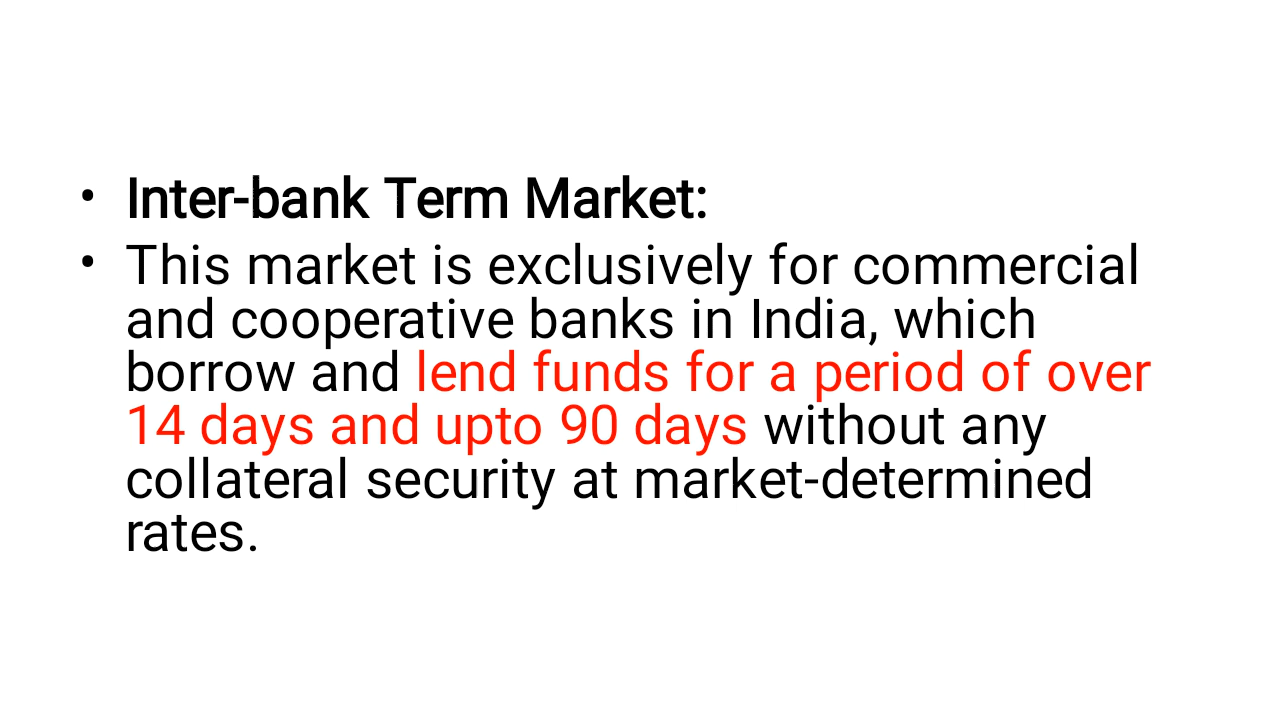 • Inter-bank Term Market:
• This market is exclusively for commercial
and cooperative banks in India, which
borrow and lend funds for a period of over
14 days and upto 90 days without any
collateral security at market-determined
rates.